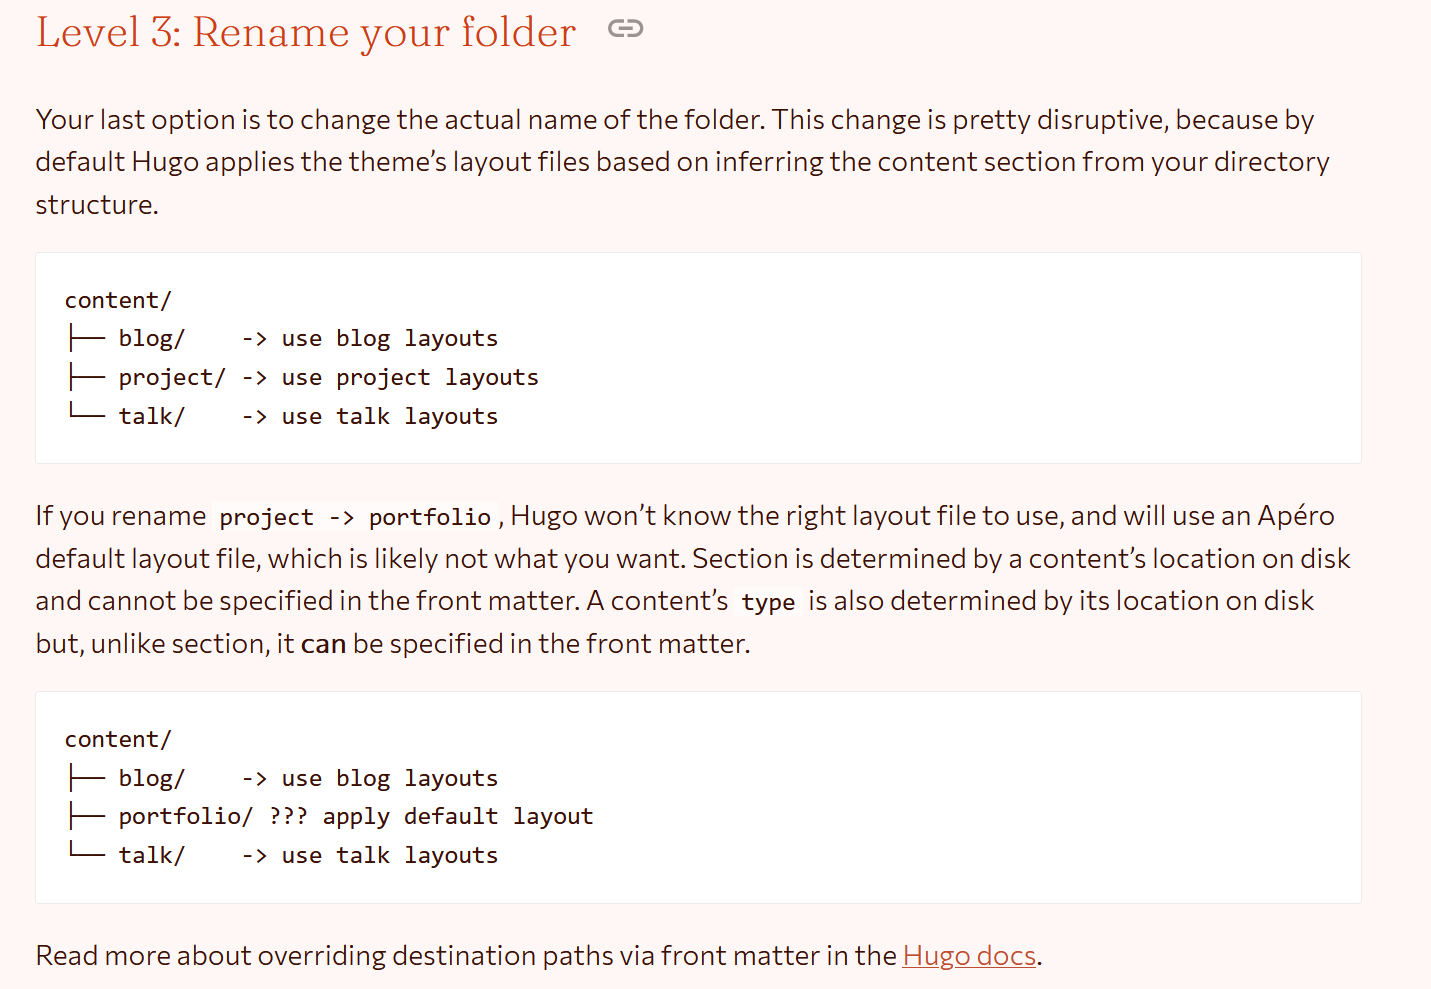 Level 3: Rename your folder
Your last option is to change the actual name of the folder. This change is pretty disruptive, because by
default Hugo applies the theme’s layout files based on inferring the content section from your directory
structure.
content/
├── blog/    -> use blog layouts
├── project/ -> use project layouts
└── talk/    -> use talk layouts
If you rename project -> portfolio , Hugo won’t know the right layout file to use, and will use an Apéro
default layout file, which is likely not what you want. Section is determined by a content’s location on disk
and cannot be specified in the front matter. A content’s type is also determined by its location on disk
but, unlike section, it can be specified in the front matter.
content/
├── blog/    -> use blog layouts
├── portfolio/ ??? apply default layout
└── talk/    -> use talk layouts
Read more about overriding destination paths via front matter in the Hugo docs.